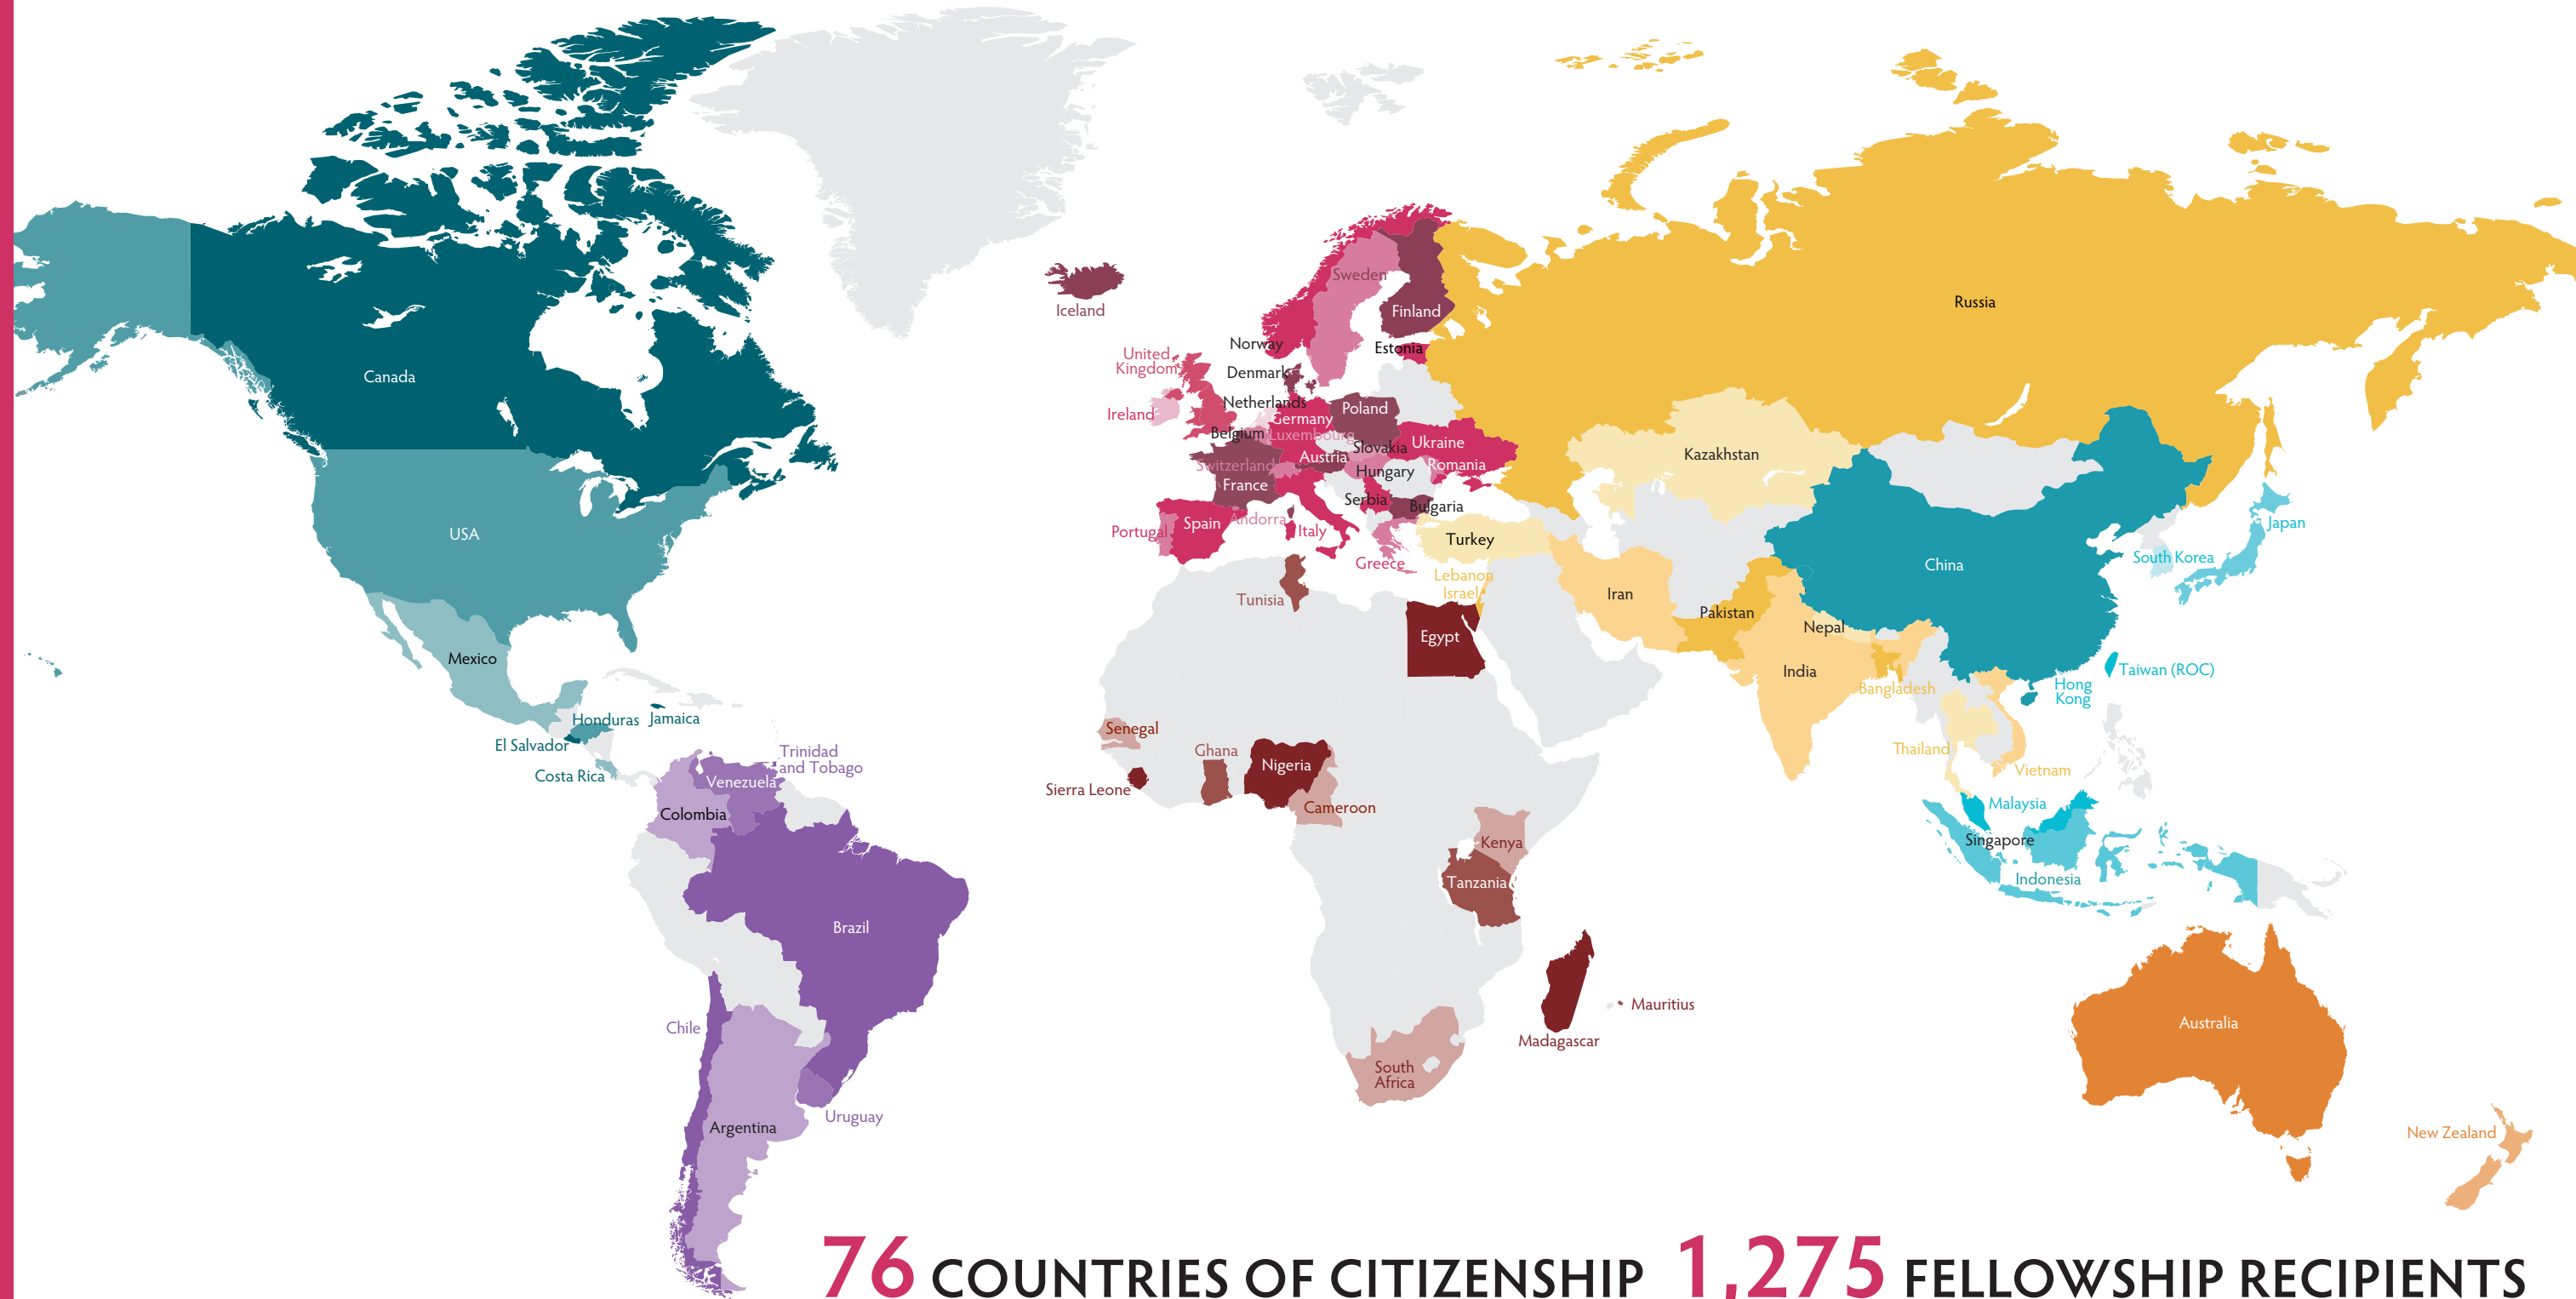 Canada
USA
Mexico
Honduras
Jamaica
El Salvador
Costa Rica
Trinidad
and Tobago
Venezuela
Colombia
Brazil
Chile
Uruguay
Argentina
Iceland
Sweden
Finland
Norway
Estonia
United
Kingdom
Denmark
Ireland
Netherlands
Poland
Germany
Belgium
Luxembourg
Ukraine
Slovakia
Austria
Switzerland
Hungary
Romania
France
Serbia
Bulgaria
Andorra
Portugal
Spain
Italy
Greece
Turkey
Lebanon
Israel
Russia
Kazakhstan
Iran
Pakistan
Nepal
India
Bangladesh
China
Japan
South Korea
Taiwan (ROC)
Hong
Kong
Thailand
Vietnam
Malaysia
Singapore
Indonesia
Tunisia
Egypt
Senegal
Ghana
Nigeria
Sierra Leone
Cameroon
Kenya
Tanzania
Mauritius
Madagascar
South
Africa
Australia
New Zealand
76 COUNTRIES OF CITIZENSHIP 1,275 FELLOWSHIP RECIPIENTS